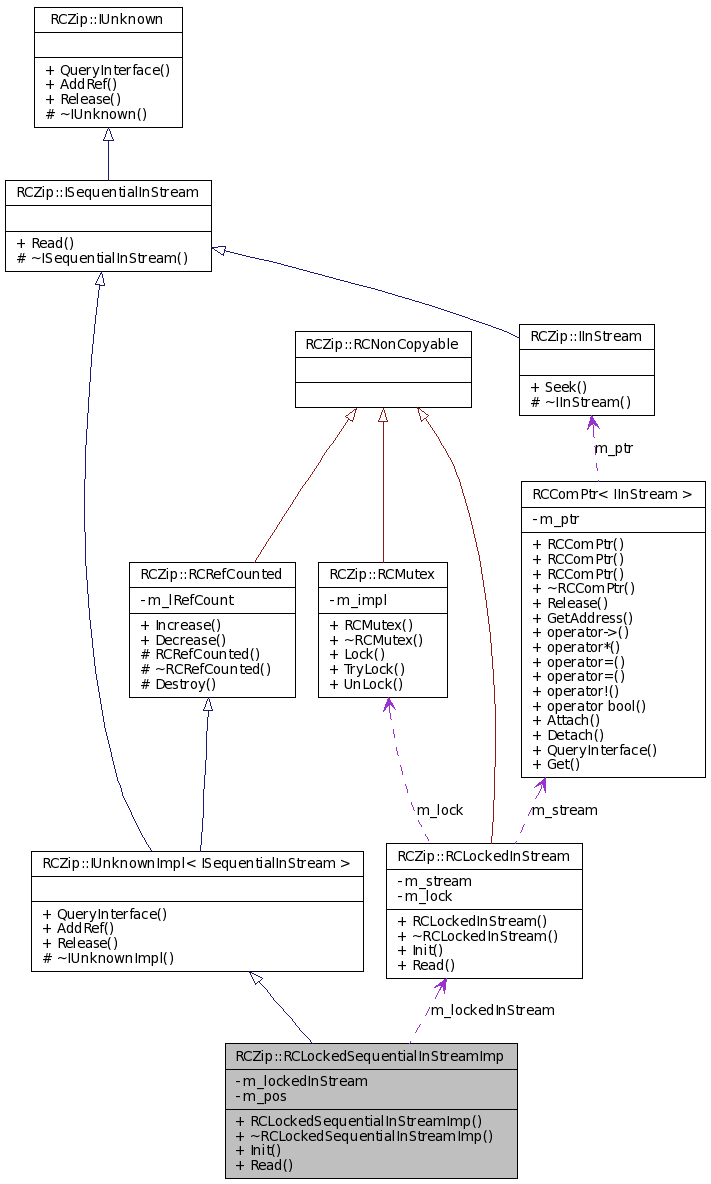 RCZip::IUnknown
+ QueryInterface()
+ AddRef()
+ Release()
# ~IUnknown()
RCZip::ISequentialInStream
+ Read()
# ~ISequentialInStream()
RCZip::RCNonCopyable
RCZip::IInStream
+ Seek()
# ~IInStream()
m_ptr
RCComPtr< IInStream >
- m_ptr
+ RCComPtr()
+ RCComPtr()
+ RCComPtr()
+ ~RCComPtr()
+ Release()
+ GetAddress()
+ operator->()
+ operator*()
+ operator=()
+ operator=()
+ operator!()
+ operator bool()
+ Attach()
+ Detach()
+ QueryInterface()
+ Get()
RCZip::RCRefCounted
- m_lRefCount
+ Increase()
+ Decrease()
# RCRefCounted()
# ~RCRefCounted()
# Destroy()
RCZip::RCMutex
- m_impl
+ RCMutex()
+ ~RCMutex()
+ Lock()
+ TryLock()
+ UnLock()
m_lock
m_stream
RCZip::IUnknownImpl< ISequentialInStream >
+ QueryInterface()
+ AddRef()
+ Release()
# ~IUnknownImpl()
RCZip::RCLockedInStream
- m_stream
- m_lock
+ RCLockedInStream()
+ ~RCLockedInStream()
+ Init()
+ Read()
m_lockedInStream
RCZip::RCLockedSequentialInStreamImp
- m_lockedInStream
- m_pos
+ RCLockedSequentialInStreamImp()
+ ~RCLockedSequentialInStreamImp()
+ Init()
+ Read()